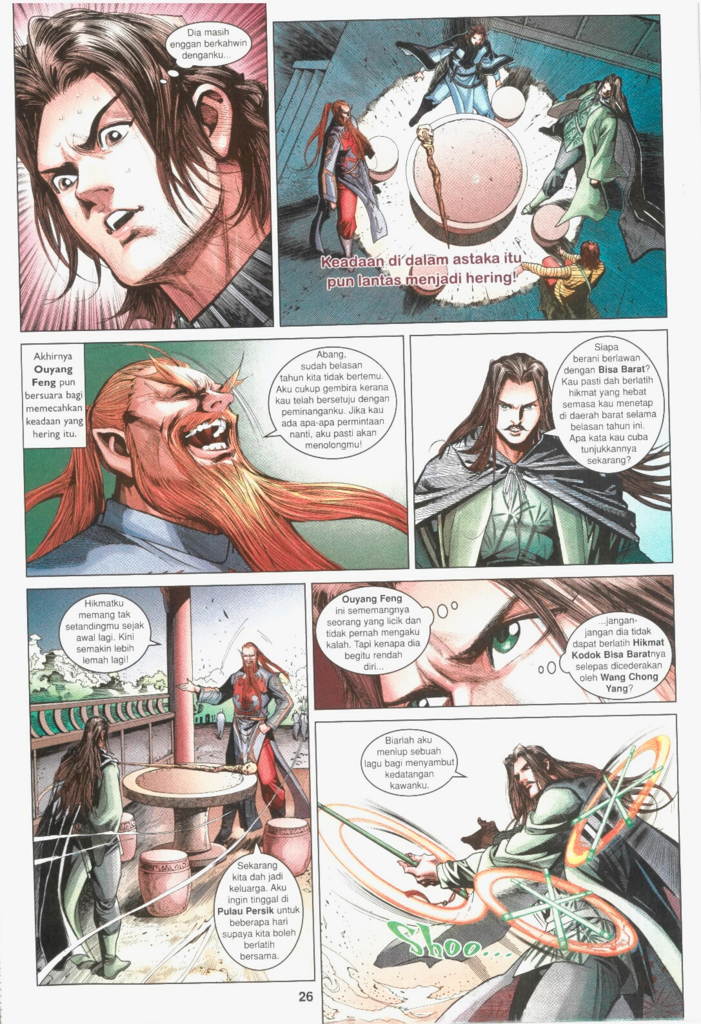 Dia masih
enggan berkahwin
denganku...
Keadaan di dalam astaka itu
pun lantas menjadi hering!
Akhirnya
Ouyang
Feng pun
bersuara bagi
memecahkan
keadaan yang
hering itu.
Abang,
sudah belasan
tahun kita tidak bertemu.
Aku cukup gembira kerana
kau telah bersetuju dengan
peminanganku. Jika kau
ada apa-apa permintaan
nanti, aku pasti akan
menolongmu!
Siapa
berani berlawan
dengan Bisa Barat?
Kau pasti dah berlatih
hikmat yang hebat
semasa kau menetap
di daerah barat selama
belasan tahun ini.
Apa kata kau cuba
tunjukkannya
sekarang?
Hikmatku
memang tak
setandingmu sejak
awal lagi. Kini
semakin lebih
lemah lagi!
Sekarang
kita dah jadi
keluarga. Aku
ingin tinggal di
Pulau Persik untuk
beberapa hari
supaya kita boleh
berlatih
bersama.
Ouyang Feng
ini sememangnya
seorang yang licik dan
tidak pernah mengaku
kalah. Tapi kenapa dia
begitu rendah
diri...
...jangan-
jangan dia tidak
dapat berlatih Hikmat
Kodok Bisa Baratnya
selepas dicederakan
oleh Wang Chong
Yang?
Biarlah aku
meniup sebuah
lagu bagi menyambut
kedatangan
kawanku.
Shoo...
26